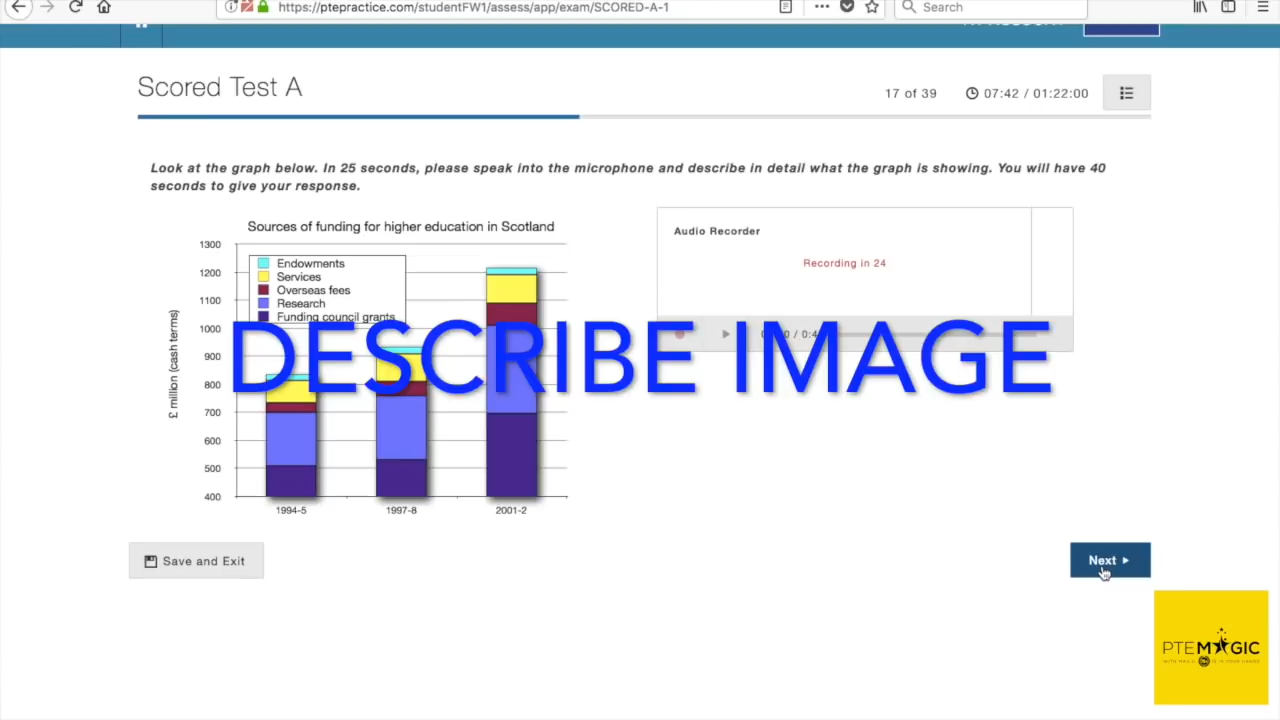 https://ptepractice.com/studentFW1/assess/app/exam/SCORED-A-1
Search
Scored Test A
17 of 39
07:42 / 01:22:00
Look at the graph below. In 25 seconds, please speak into the microphone and describe in detail what the graph is showing. You will have 40
seconds to give your response.
Sources of funding for higher education in Scotland
1300
1200
1100
1000
900
800
700
600
500
400
£ million (cash terms)
Endowments
Services
Overseas fees
Research
Funding council grants
1994-5
1997-8
2001-2
Audio Recorder
Recording in 24
DESCRIBE IMAGE
Save and Exit
Next
PTEMAGIC